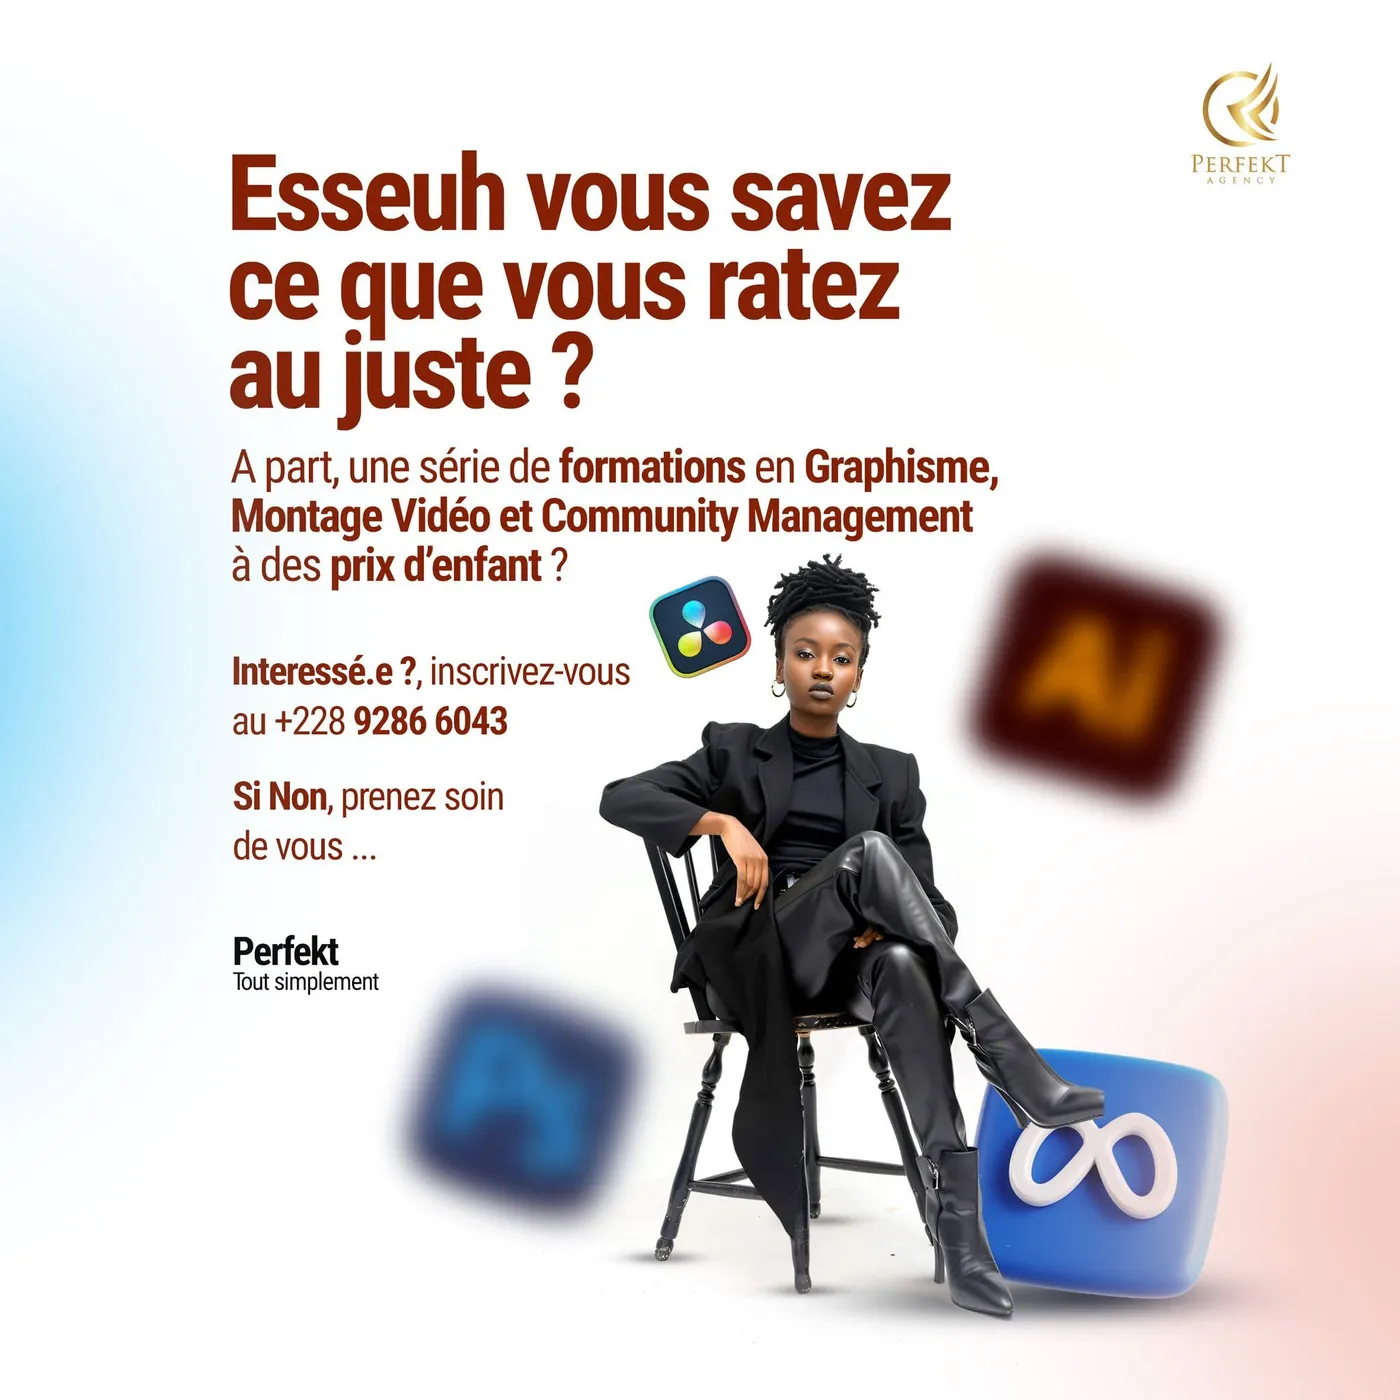 PERFEKT
AGENCY
Esseuh vous savez
ce que vous ratez
au juste ?
A part, une série de formations en Graphisme,
Montage Vidéo et Community Management
à des prix d'enfant ?
Interessé.e ?, inscrivez-vous
au +228 9286 6043
Si Non, prenez soin
de vous ...
Perfekt
Tout simplement
Ai
Pr